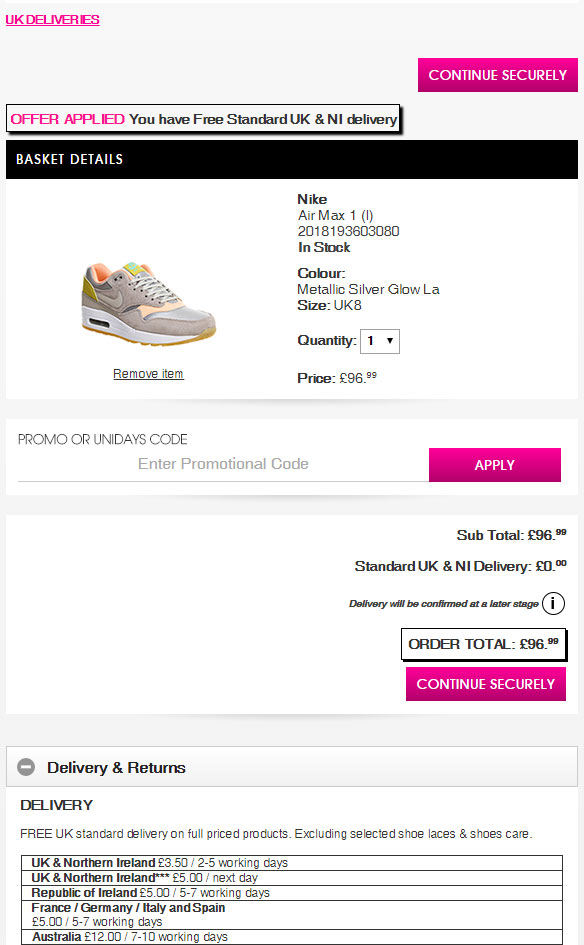 UK DELIVERIES
CONTINUE SECURELY
OFFER APPLIED You have Free Standard UK & NI delivery
BASKET DETAILS
Nike
Air Max 1 (l)
2018193603080
In Stock
Colour:
Metallic Silver Glow La
Size: UK8
Quantity: 1
Remove item
Price: £96.99
PROMO OR UNIDAYS CODE
Enter Promotional Code
APPLY
Sub Total: £96.99
Standard UK & NI Delivery: £0.00
Delivery will be confirmed at a later stage i
ORDER TOTAL: £96.99
CONTINUE SECURELY
Delivery & Returns
DELIVERY
FREE UK standard delivery on full priced products. Excluding selected shoe laces & shoes care.
UK & Northern Ireland £3.50 / 2-5 working days
UK & Northern Ireland*** £5.00 / next day
Republic of Ireland £5.00 / 5-7 working days
France / Germany / Italy and Spain
£5.00 / 5-7 working days
Australia £12.00 / 7-10 working days